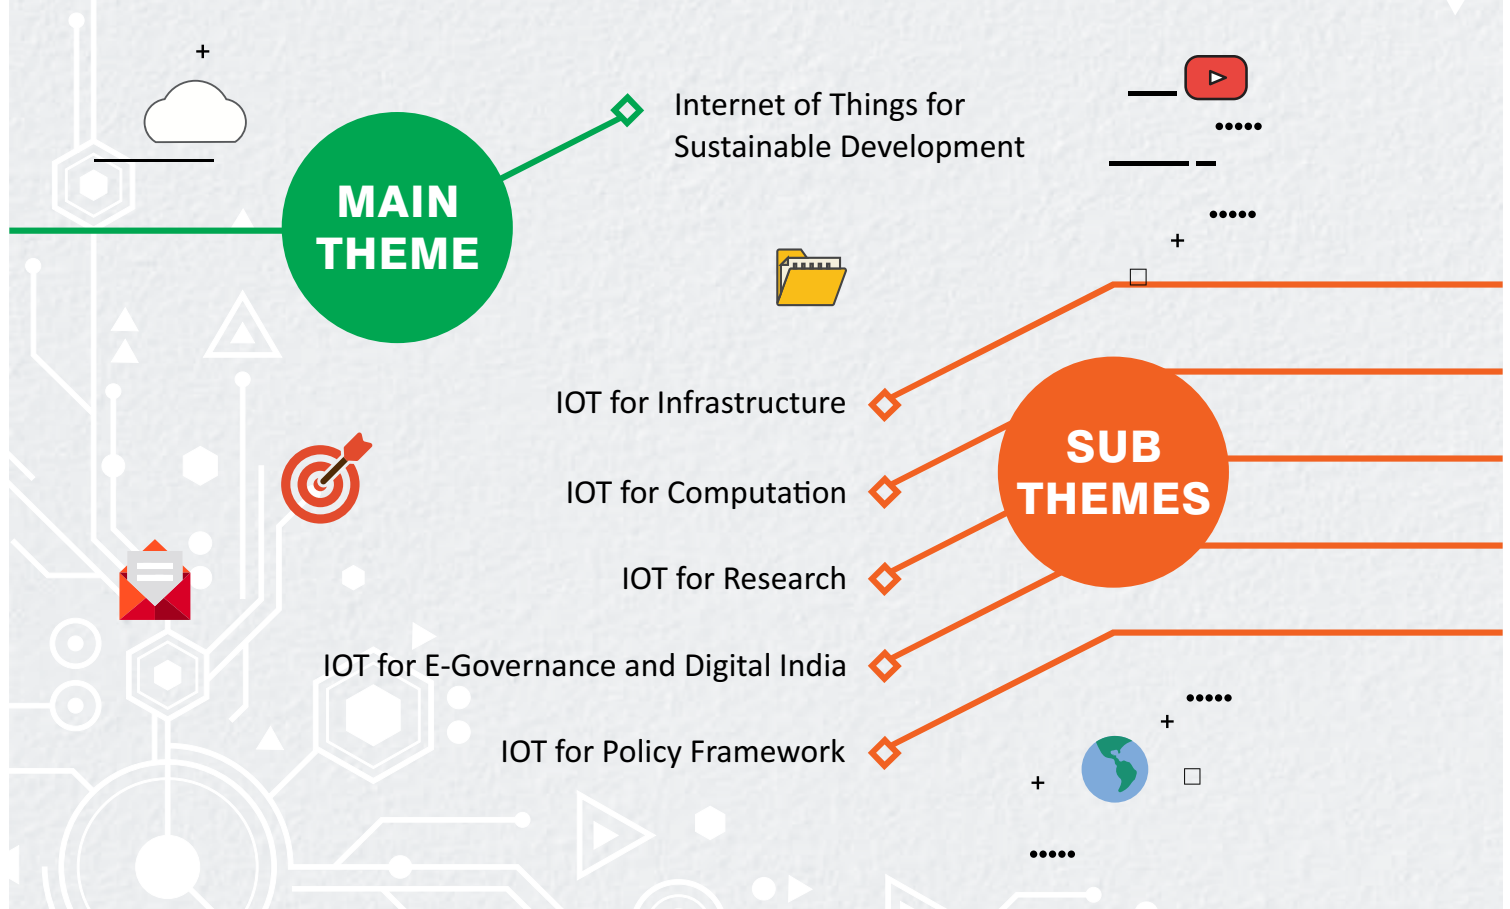 MAIN
THEME
Internet of Things for
Sustainable Development
SUB
THEMES
IOT for Infrastructure
IOT for Computation
IOT for Research
IOT for E-Governance and Digital India
IOT for Policy Framework